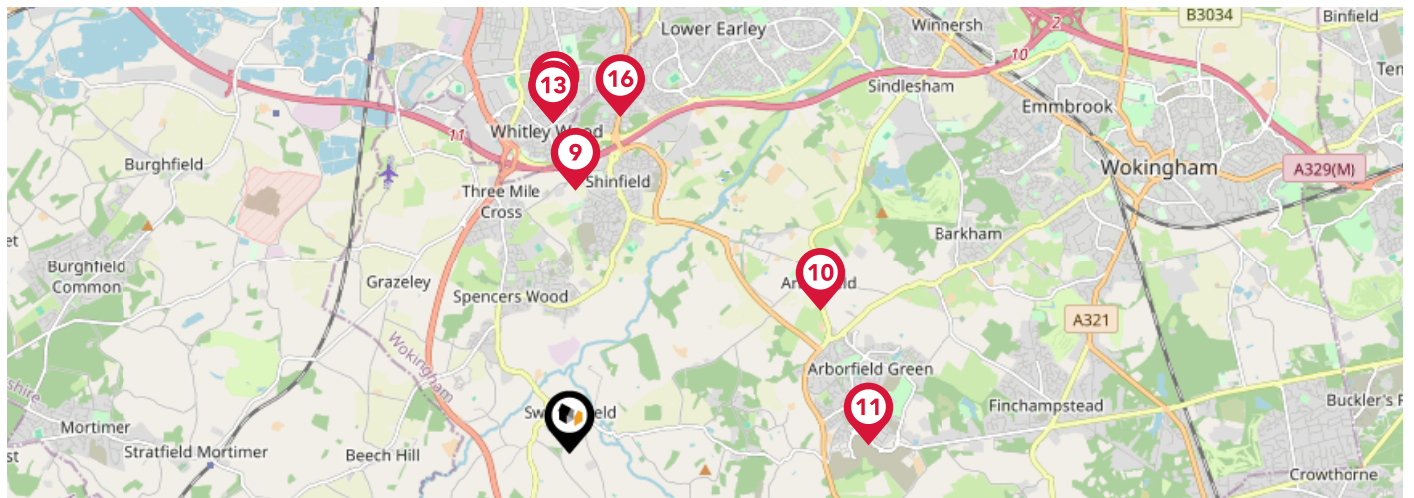 B3034
2
Binfield
Lower Earley
Winnersh
10
16
13
Sindlesham
Emmbrook
11
Whitley Wood
9
Burghfield
Wokingham
A329(M)
Shinfield
Three Mile
Cross
Barkham
Burghfield
Common
10
Grazeley
Spencers Wood
A321
Wokingham
Arborfield Green
11
Finchampstead
Mortimer
Stratfield Mortimer
Beech Hill
Crowthorne